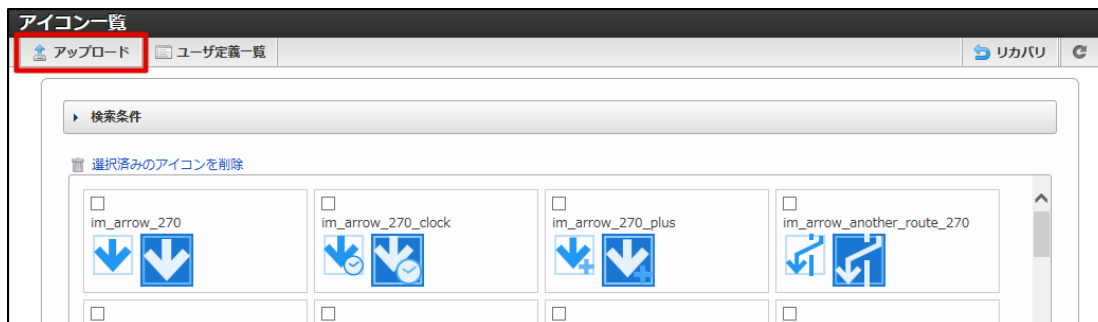 アイコン一覧
アップロード ユーザ定義一覧 リカバリ
検索条件
選択済みのアイコンを削除
im_arrow_270 im_arrow_270_clock im_arrow_270_plus im_arrow_another_route_270